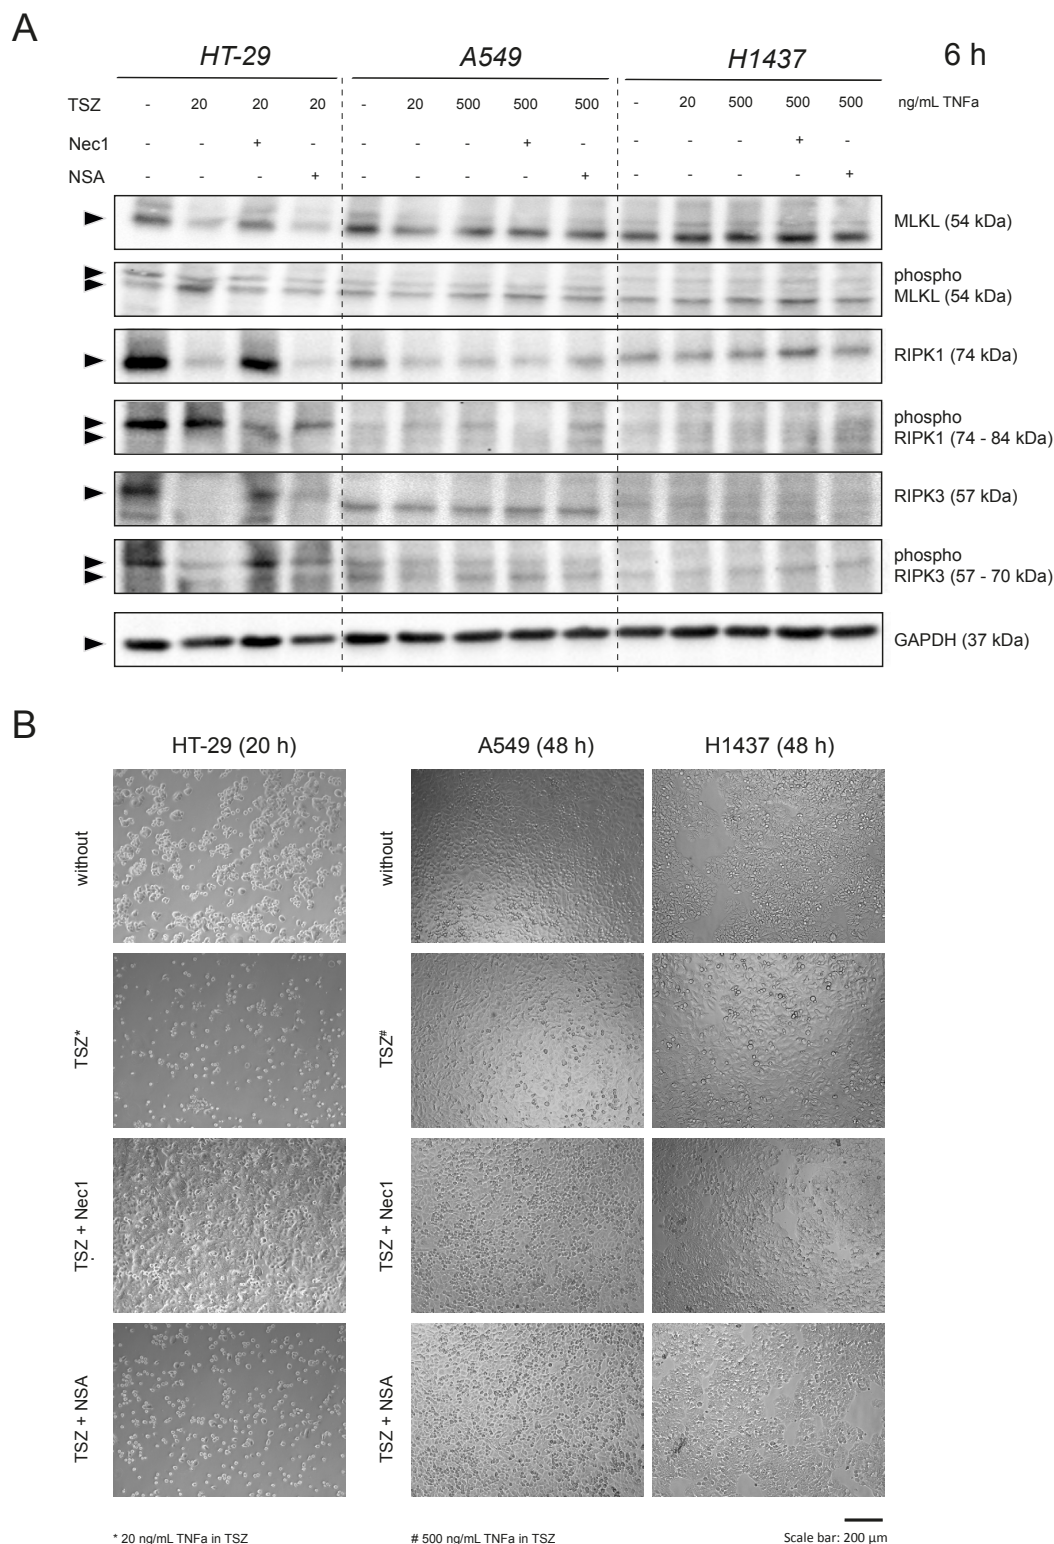 A
HT-29 A549 H1437 6 h
TSZ - 20 20 20 - 20 500 500 500 - 20 500 500 500 ng/mL TNFa
Nec1 - - + - - - - + - - - - + -
NSA - - - + - - - - + - - - - +
MLKL (54 kDa)
phospho
MLKL (54 kDa)
RIPK1 (74 kDa)
phospho
RIPK1 (74 - 84 kDa)
RIPK3 (57 kDa)
phospho
RIPK3 (57 - 70 kDa)
GAPDH (37 kDa)
B
HT-29 (20 h) A549 (48 h) H1437 (48 h)
without without
TSZ* TSZ#
TSZ + Nec1 TSZ + Nec1
TSZ + NSA TSZ + NSA
* 20 ng/mL TNFa in TSZ # 500 ng/mL TNFa in TSZ Scale bar: 200 µm